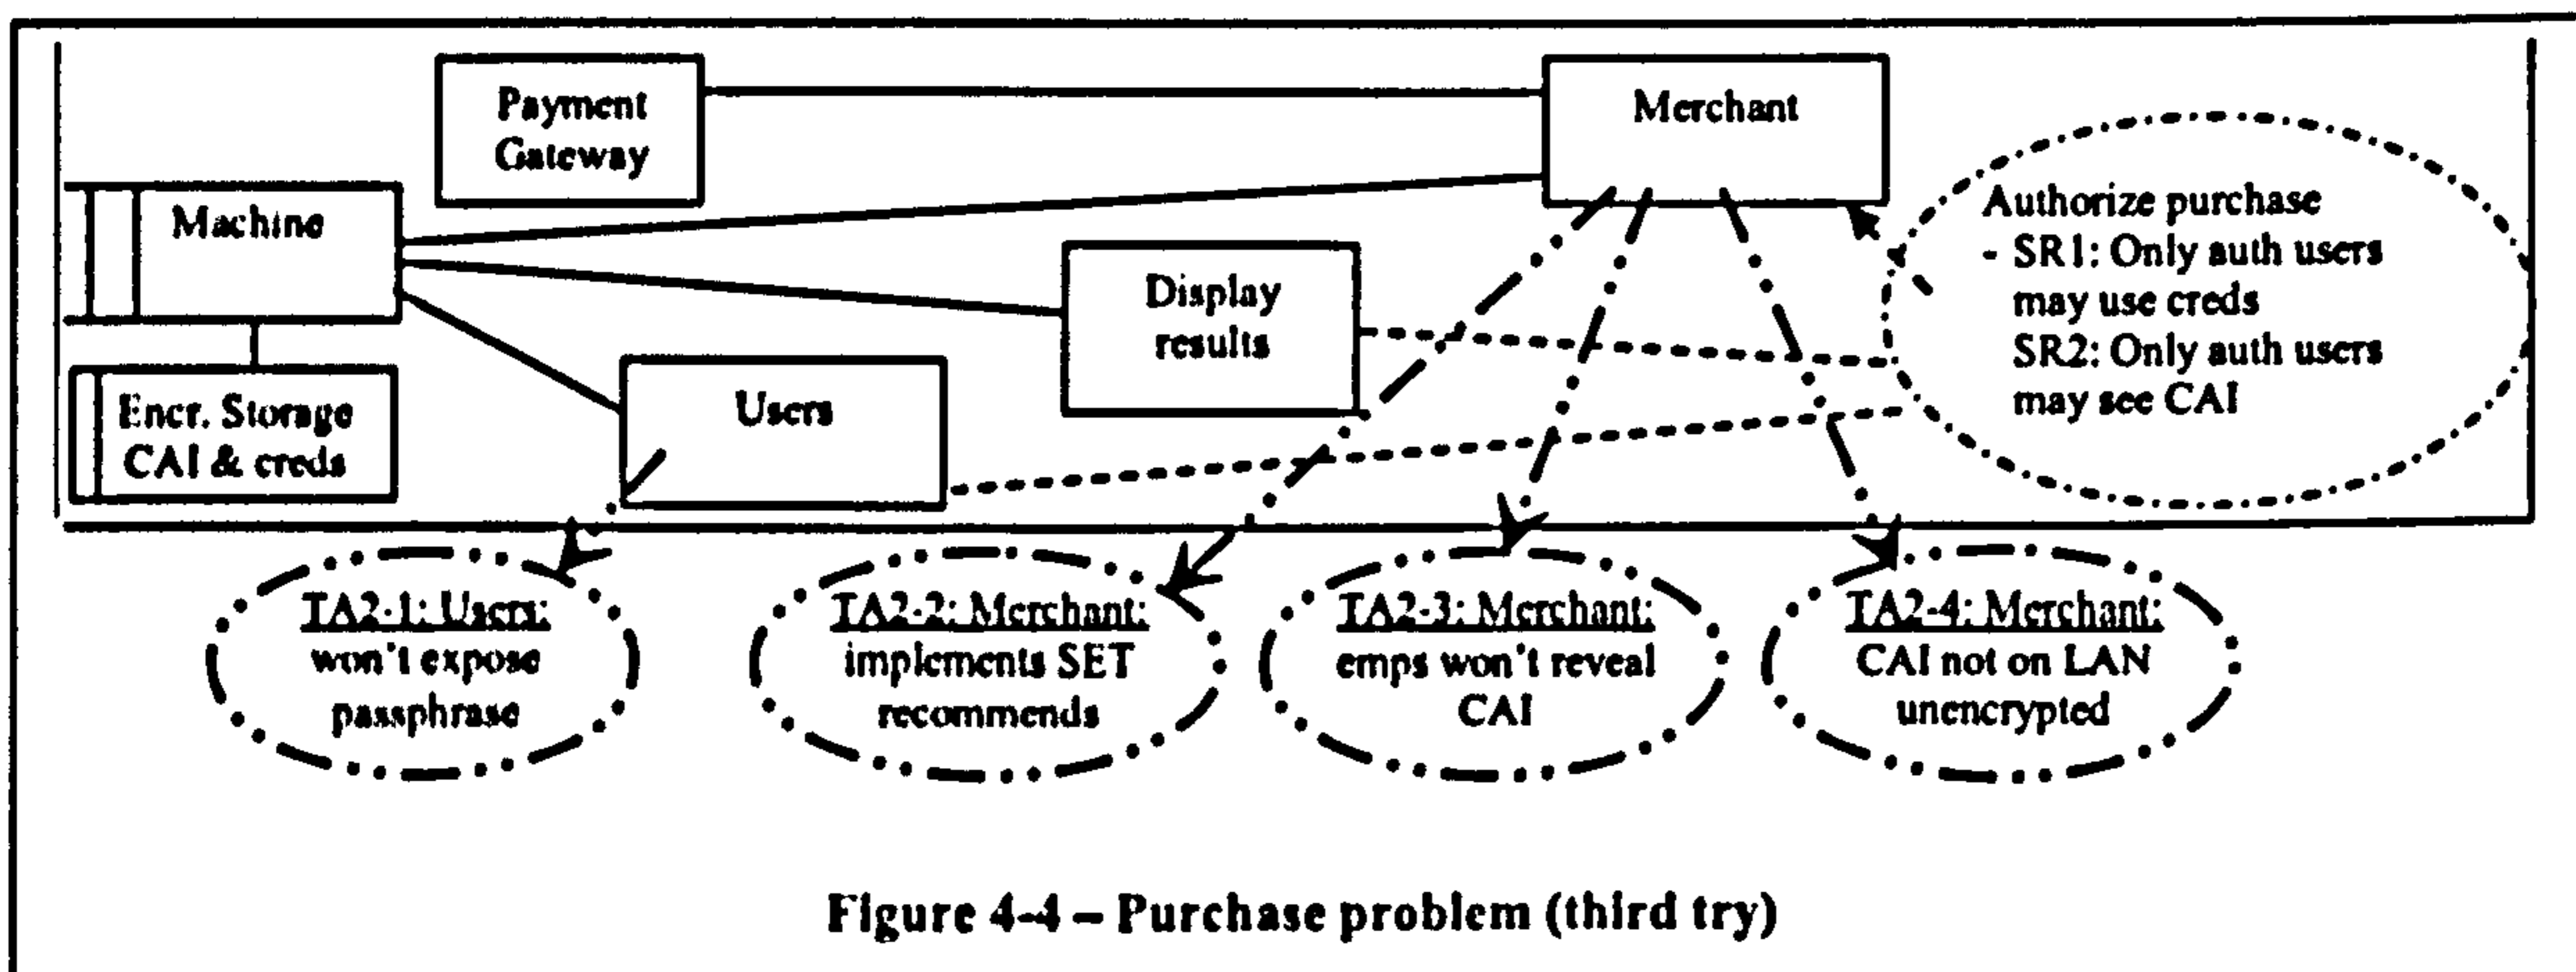 Payment
Gateway
Merchant
Machine
Authorize purchase
- SR1: Only auth users
may use creds
SR2: Only auth users
may see CAI
Display
results
Users
Encr. Storage
CAI & creds
TA2-1: Users:
won't expose
passphrase
TA2-2: Merchant:
implements SET
recommends
TA2-3: Merchant:
emps won't reveal
CAI
TA2-4: Merchant:
CAI not on LAN
unencrypted
Figure 4-4 – Purchase problem (third try)